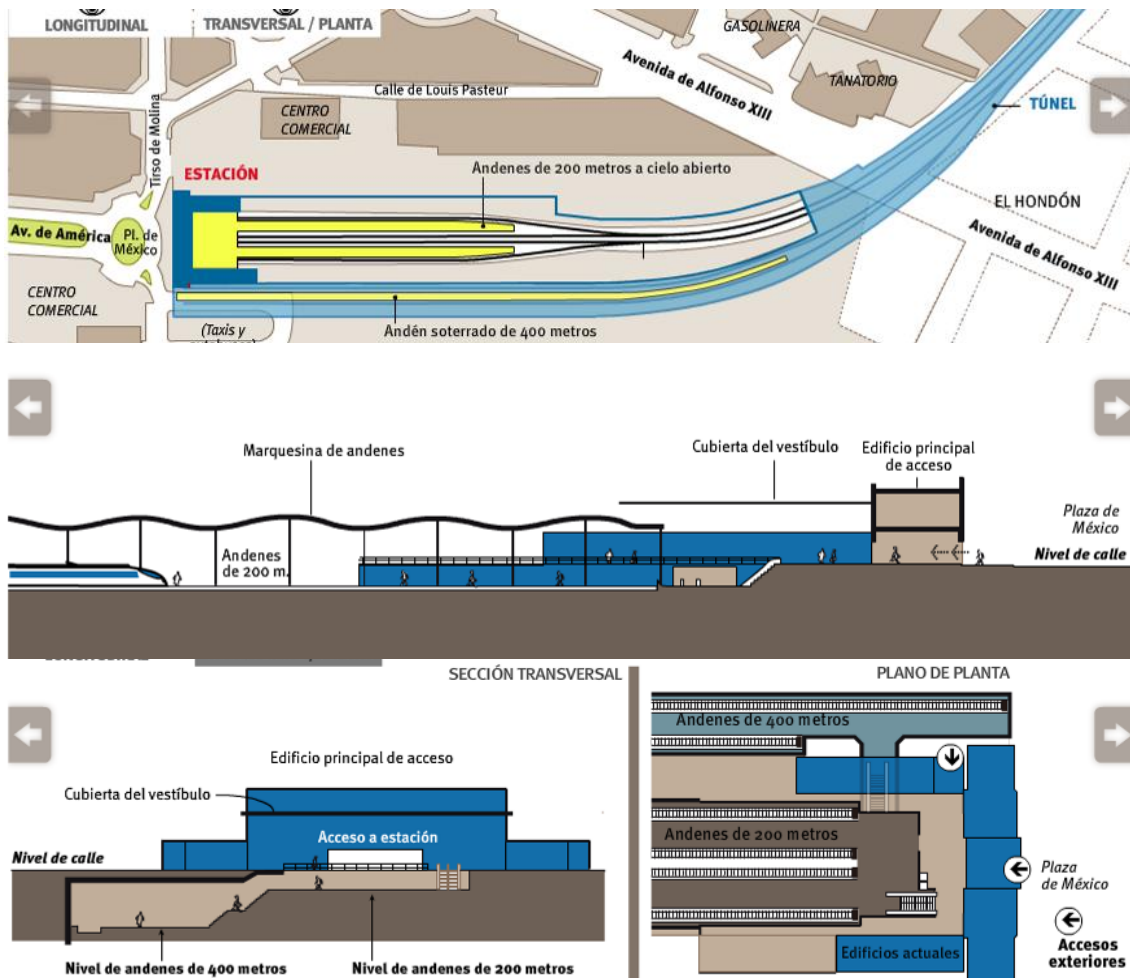 LONGITUDINAL
TRANSVERSAL / PLANTA
GASOLINERA
Avenida de Alfonso XIII
TANATORIO
Calle de Louis Pasteur
CENTRO
COMERCIAL
TÚNEL
Tirso de Molina
ESTACIÓN
Andenes de 200 metros a cielo abierto
EL HONDÓN
Av. de América
Pl. de
México
Avenida de Alfonso XIII
CENTRO
COMERCIAL
(Taxis y
Andén soterrado de 400 metros
Marquesina de andenes
Cubierta del vestíbulo
Edificio principal
de acceso
Plaza de
México
Andenes
de 200 m.
Nivel de calle
SECCIÓN TRANSVERSAL
Edificio principal de acceso
Cubierta del vestíbulo
Acceso a estación
Nivel de calle
Nivel de andenes de 400 metros
Nivel de andenes de 200 metros
PLANO DE PLANTA
Andenes de 400 metros
Andenes de 200 metros
Plaza
de México
Edificios actuales
Accesos
exteriores